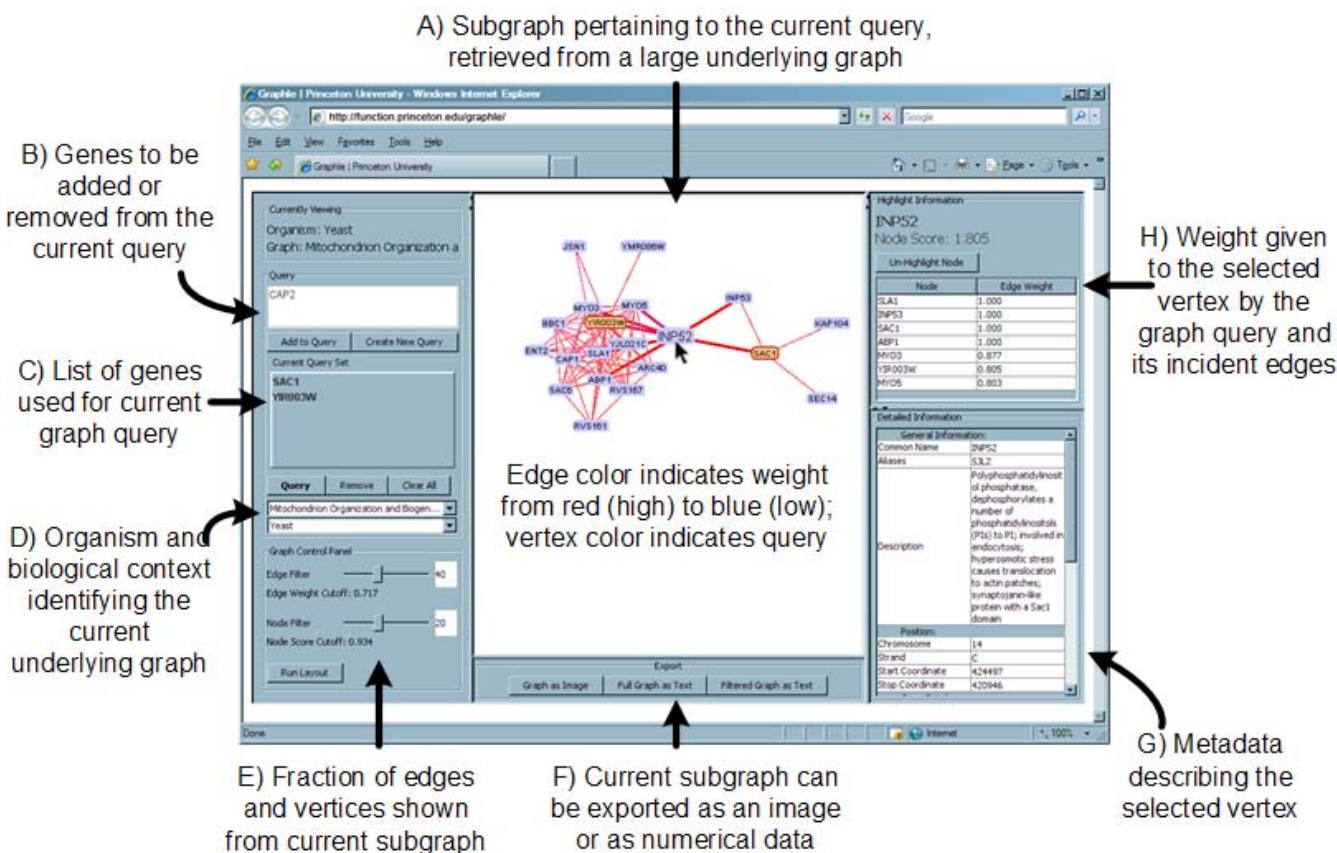 A) Subgraph pertaining to the current query,
retrieved from a large underlying graph
Graphle | Princeton University - Windows Internet Explorer
http://function.princeton.edu/graphle/
Google
File Edit View Favorites Tools Help
Graphle | Princeton University
Page Tools
B) Genes to be
added or
removed from the
current query
C) List of genes
used for current
graph query
D) Organism and
biological context
identifying the
current
underlying graph
Currently Viewing
Organism: Yeast
Graph: Mitochondrion Organization a
Query
CAP2
Add to Query Create New Query
Current Query Set
SAC1
YIR003W
Query Remove Clear All
Mitochondrion Organization and Biogen...
Yeast
Graph Control Panel
Edge Filter 40
Edge Weight Cutoff: 0.717
Node Filter 20
Node Score Cutoff: 0.934
Run Layout
JSN1 YMR086W
MYO3 MYO5 INP53
BBC1 YIR003W INP52 KAP104
ENT2 CAP1 SLA1 YJL021C SAC1
ARC40
SAC6 ABP1 RVS167 SEC14
RVS161
Edge color indicates weight
from red (high) to blue (low);
vertex color indicates query
Export
Graph as Image Full Graph as Text Filtered Graph as Text
Highlight Information
INP52
Node Score: 1.805
Un-Highlight Node
Node Edge Weight
SLA1 1.000
INP53 1.000
SAC1 1.000
ABP1 1.000
MYO3 0.877
YIR003W 0.805
MYO5 0.803
Detailed Information
General Information:
Common Name INP52
Aliases SJL2
Description
Polyphosphatidylinosit
ol phosphatase,
dephosphorylates a
number of
phosphatidylinositols
(PIs) to PI; involved in
endocytosis;
hyperosmotic stress
causes translocation
to actin patches;
synaptojanin-like
protein with a Sac1
domain
Position:
Chromosome 14
Strand C
Start Coordinate 424497
Stop Coordinate 420946
Done Internet 100%
H) Weight given
to the selected
vertex by the
graph query and
its incident edges
G) Metadata
describing the
selected vertex
E) Fraction of edges
and vertices shown
from current subgraph
F) Current subgraph can
be exported as an image
or as numerical data